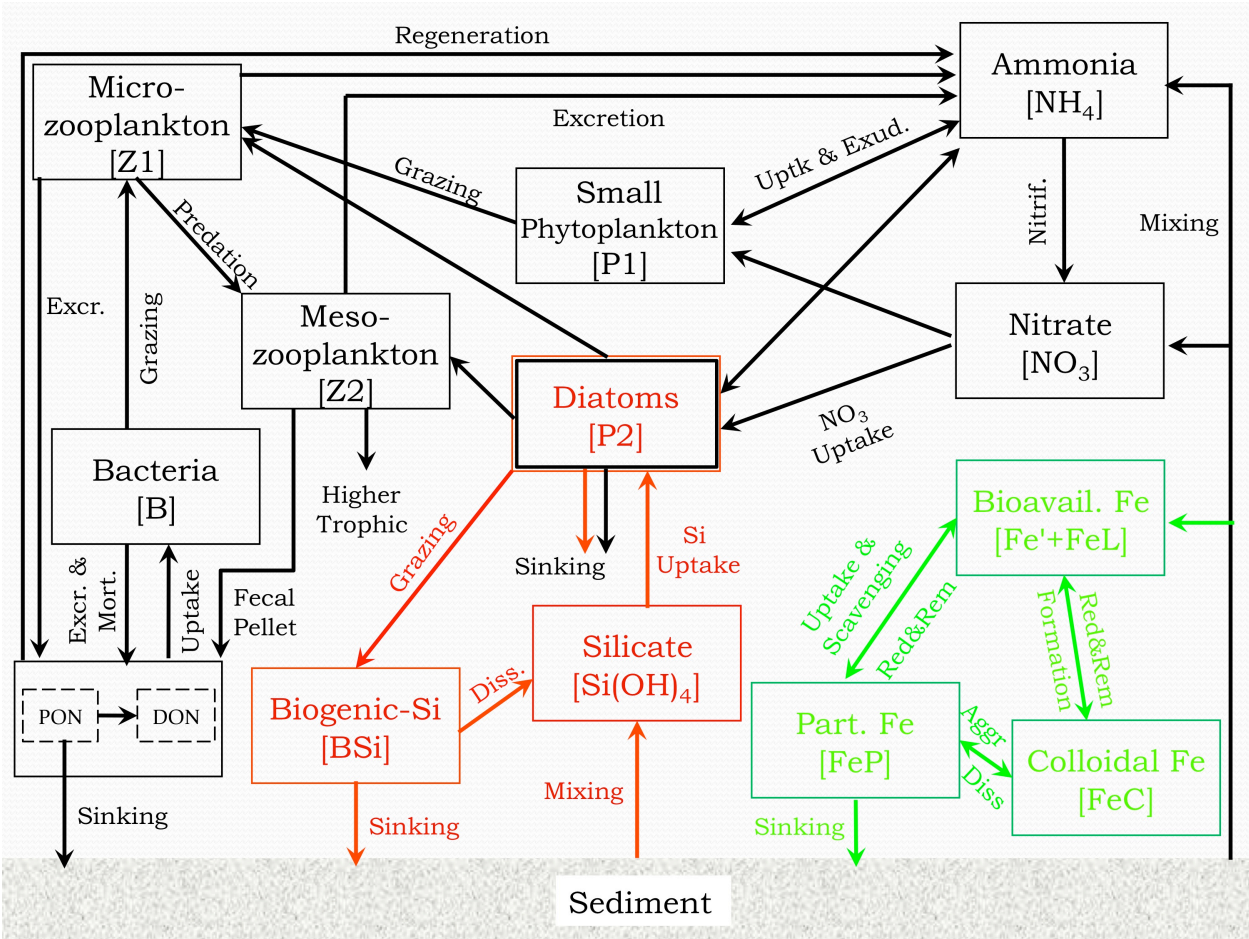 Regeneration
Micro-
zooplankton
[Z1]
Ammonia
[NH₄]
Excretion
Grazing
Uptk & Exud.
Small
Phytoplankton
[P1]
Predation
Nitrif.
Mixing
Excr.
Grazing
Meso-
zooplankton
[Z2]
Nitrate
[NO₃]
Diatoms
[P2]
NO₃
Uptake
Bacteria
[B]
Higher
Trophic
Bioavail. Fe
[Fe'+FeL]
Grazing
Sinking
Si
Uptake
Uptake &
Scavenging
Red&Rem
Formation
Red&Rem
Excr. &
Mort.
Uptake
Fecal
Pellet
Silicate
[Si(OH)₄]
PON
DON
Biogenic-Si
[BSi]
Diss.
Part. Fe
[FeP]
Aggr
Diss
Colloidal Fe
[FeC]
Sinking
Sinking
Mixing
Sinking
Sediment